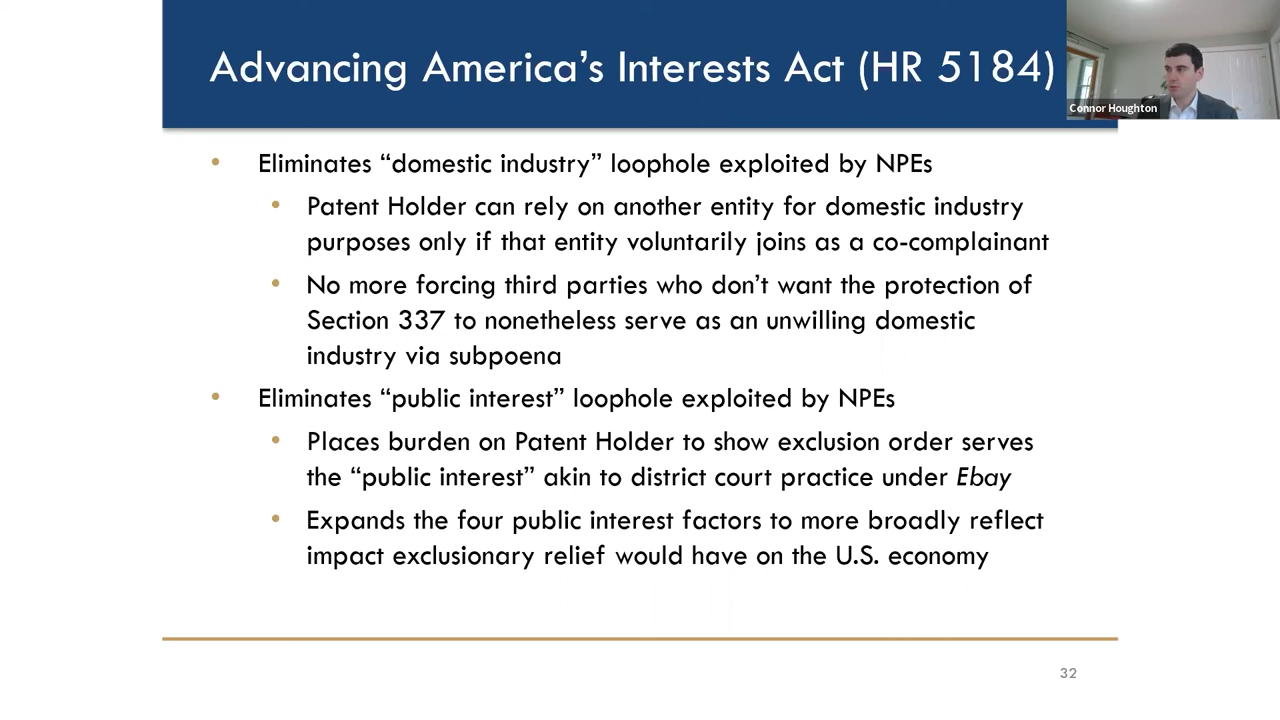 Advancing America’s Interests Act (HR 5184)
Connor Houghton
• Eliminates “domestic industry” loophole exploited by NPEs
• Patent Holder can rely on another entity for domestic industry
purposes only if that entity voluntarily joins as a co-complainant
• No more forcing third parties who don’t want the protection of
Section 337 to nonetheless serve as an unwilling domestic
industry via subpoena
• Eliminates “public interest” loophole exploited by NPEs
• Places burden on Patent Holder to show exclusion order serves
the “public interest” akin to district court practice under Ebay
• Expands the four public interest factors to more broadly reflect
impact exclusionary relief would have on the U.S. economy
32